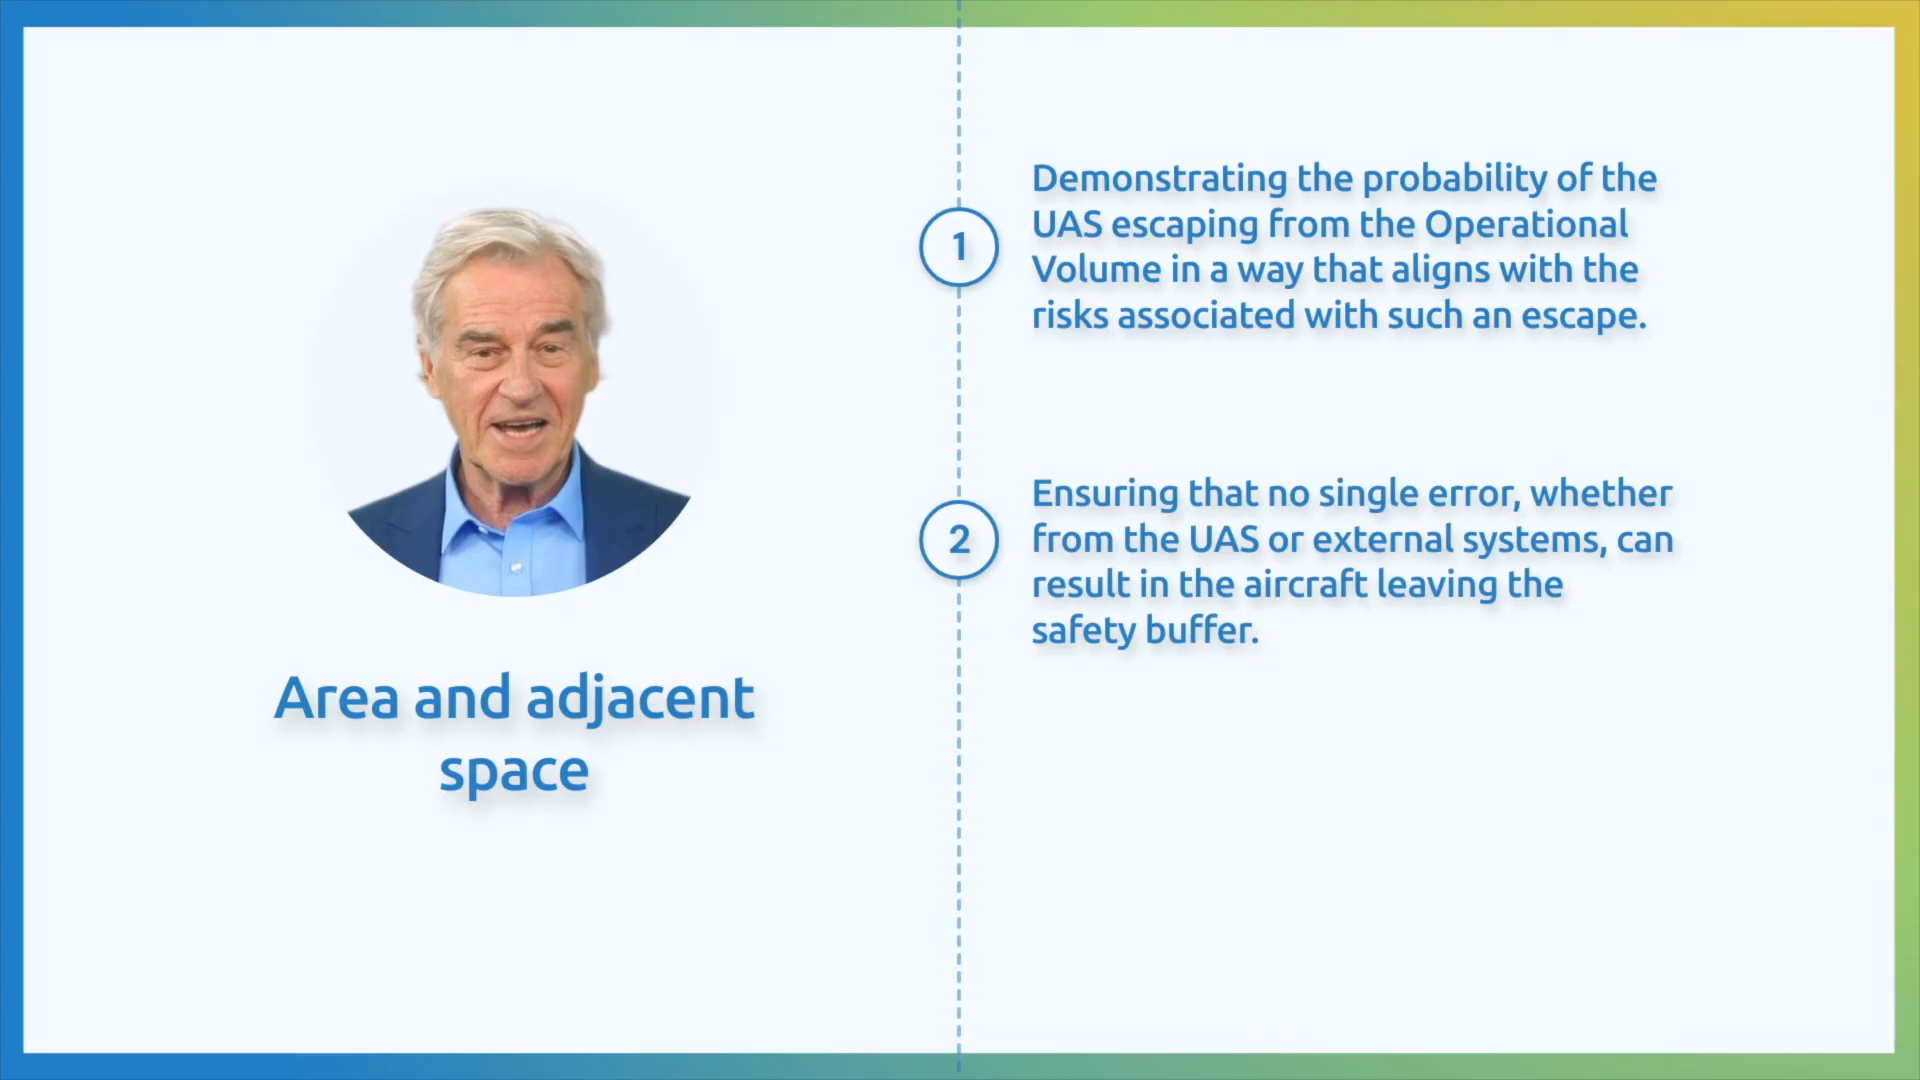 Area and adjacent
space
1
Demonstrating the probability of the
UAS escaping from the Operational
Volume in a way that aligns with the
risks associated with such an escape.
2
Ensuring that no single error, whether
from the UAS or external systems, can
result in the aircraft leaving the
safety buffer.